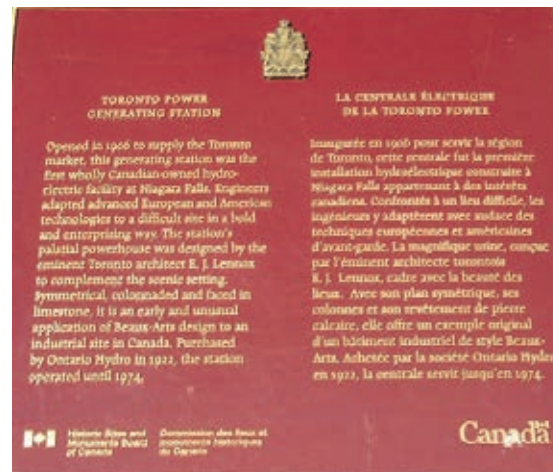 TORONTO POWER
GENERATING STATION
Opened in 1906 to supply the Toronto
market, this generating station was the
first wholly Canadian-owned hydro-
electric facility at Niagara Falls. Engineers
adapted advanced European and American
technologies to a difficult site in a bold
and enterprising way. The station's
palatial powerhouse was designed by the
eminent Toronto architect E. J. Lennox
to complement the scenic setting.
Symmetrical, colonnaded and faced in
limestone, it is an early and unusual
application of Beaux-Arts design to an
industrial site in Canada. Purchased
by Ontario Hydro in 1922, the station
operated until 1974.
LA CENTRALE ÉLECTRIQUE
DE LA TORONTO POWER
Inaugurée en 1906 pour servir la région
de Toronto, cette centrale fut la première
installation hydroélectrique construite à
Niagara Falls appartenant à des intérêts
canadiens. Confrontés à un lieu difficile, les
ingénieurs y adaptèrent avec audace des
techniques européennes et américaines
d'avant-garde. La magnifique usine, conçue
par l'éminent architecte torontois
E. J. Lennox, cadre avec la beauté des
lieux. Avec son plan symétrique, ses
colonnes et son revêtement de pierre
calcaire, elle offre un exemple original
d'un bâtiment industriel de style Beaux-
Arts. Achetée par la société Ontario Hydro
en 1922, la centrale servit jusqu'en 1974.
Historic Sites and
Monuments Board
of Canada
Commission des lieux et
monuments historiques
du Canada
Canada